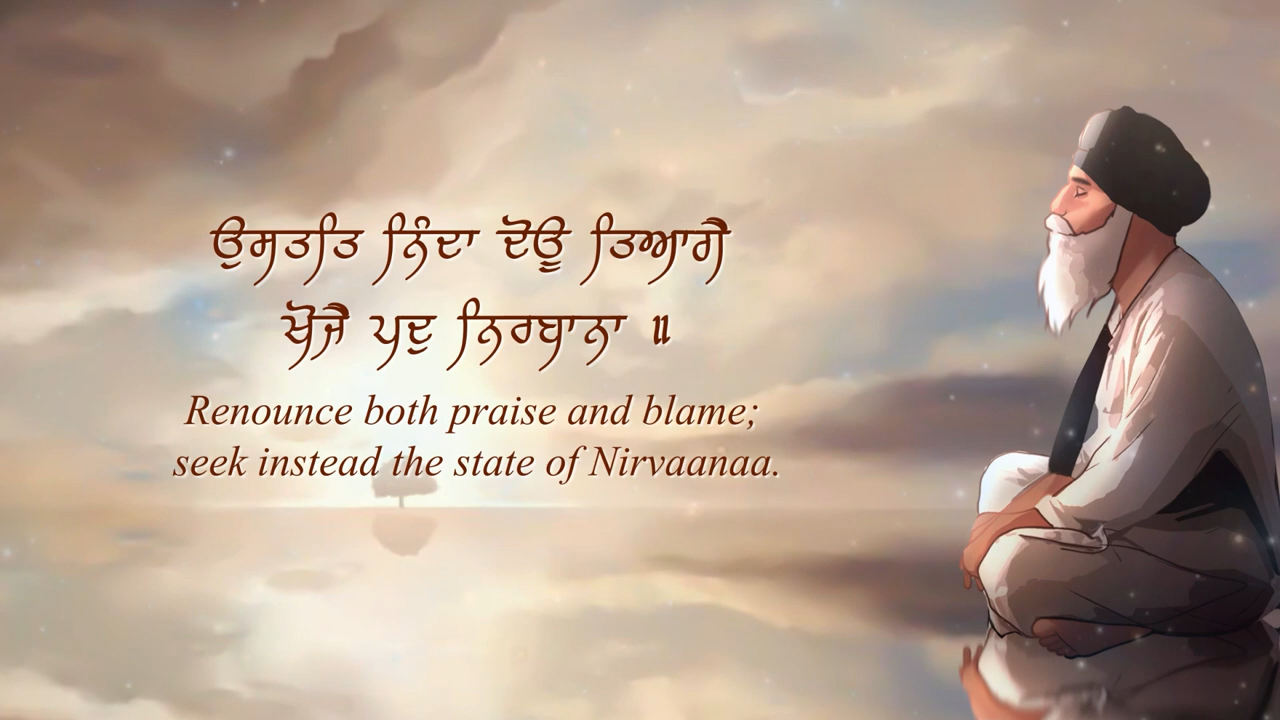 ਉਸਤਤਿ ਨਿੰਦਾ ਦੋਊ ਤਿਆਗੈ
ਖੋਜੈ ਪਦੁ ਨਿਰਬਾਨਾ ॥
Renounce both praise and blame;
seek instead the state of Nirvaanaa.